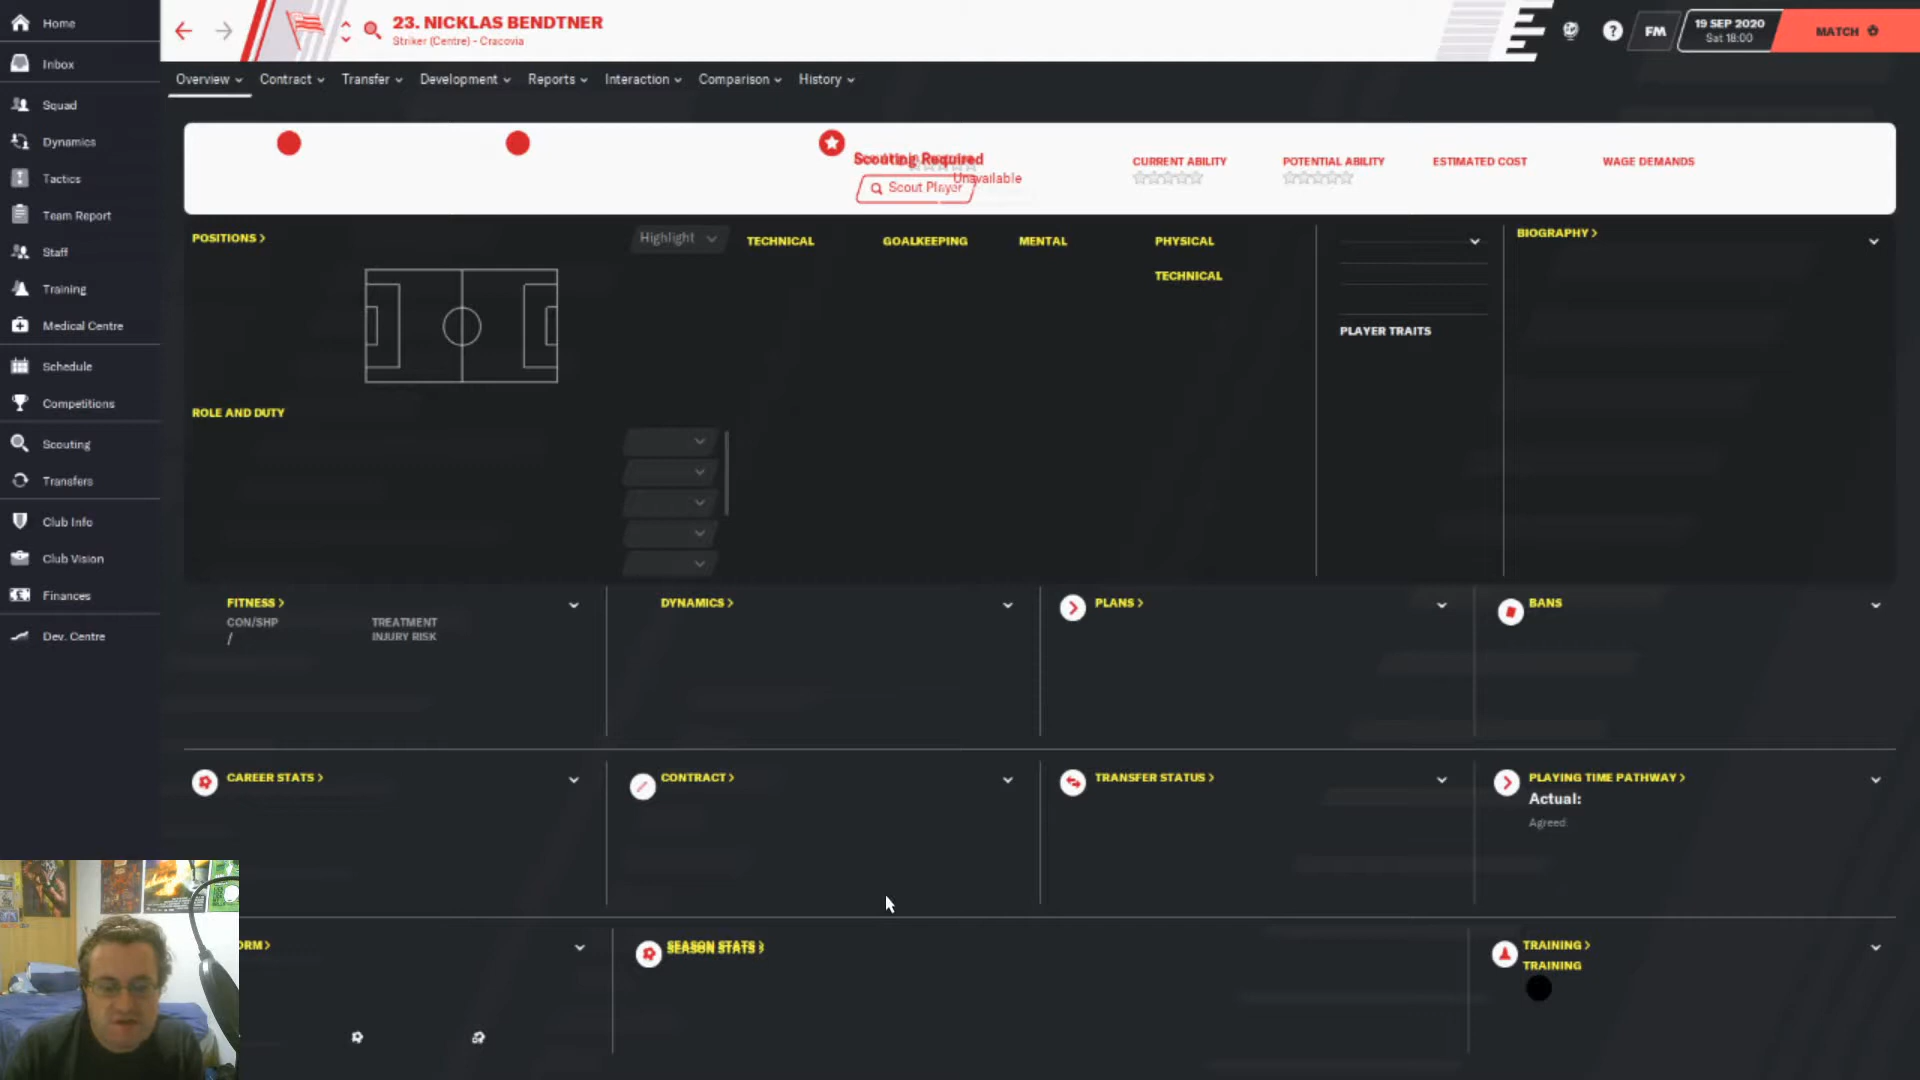 Home
Inbox
Squad
Dynamics
Tactics
Team Report
Staff
Training
Medical Centre
Schedule
Competitions
Scouting
Transfers
Club Info
Club Vision
Finances
Dev. Centre
23. NICKLAS BENDTNER
Striker (Centre) - Cracovia
FM
19 SEP 2020
Sat 18:00
MATCH
Overview Contract Transfer Development Reports Interaction Comparison History
Scouting Required
Unavailable
Scout Player
CURRENT ABILITY
POTENTIAL ABILITY
ESTIMATED COST
WAGE DEMANDS
POSITIONS >
Highlight
TECHNICAL
GOALKEEPING
MENTAL
PHYSICAL
TECHNICAL
PLAYER TRAITS
BIOGRAPHY >
ROLE AND DUTY
FITNESS >
CON/SHP
/
TREATMENT
INJURY RISK
DYNAMICS >
PLANS >
BANS
CAREER STATS >
CONTRACT >
TRANSFER STATUS >
PLAYING TIME PATHWAY >
Actual:
Agreed:
ORM >
SEASON STATS >
SEASON STATS >
TRAINING >
TRAINING